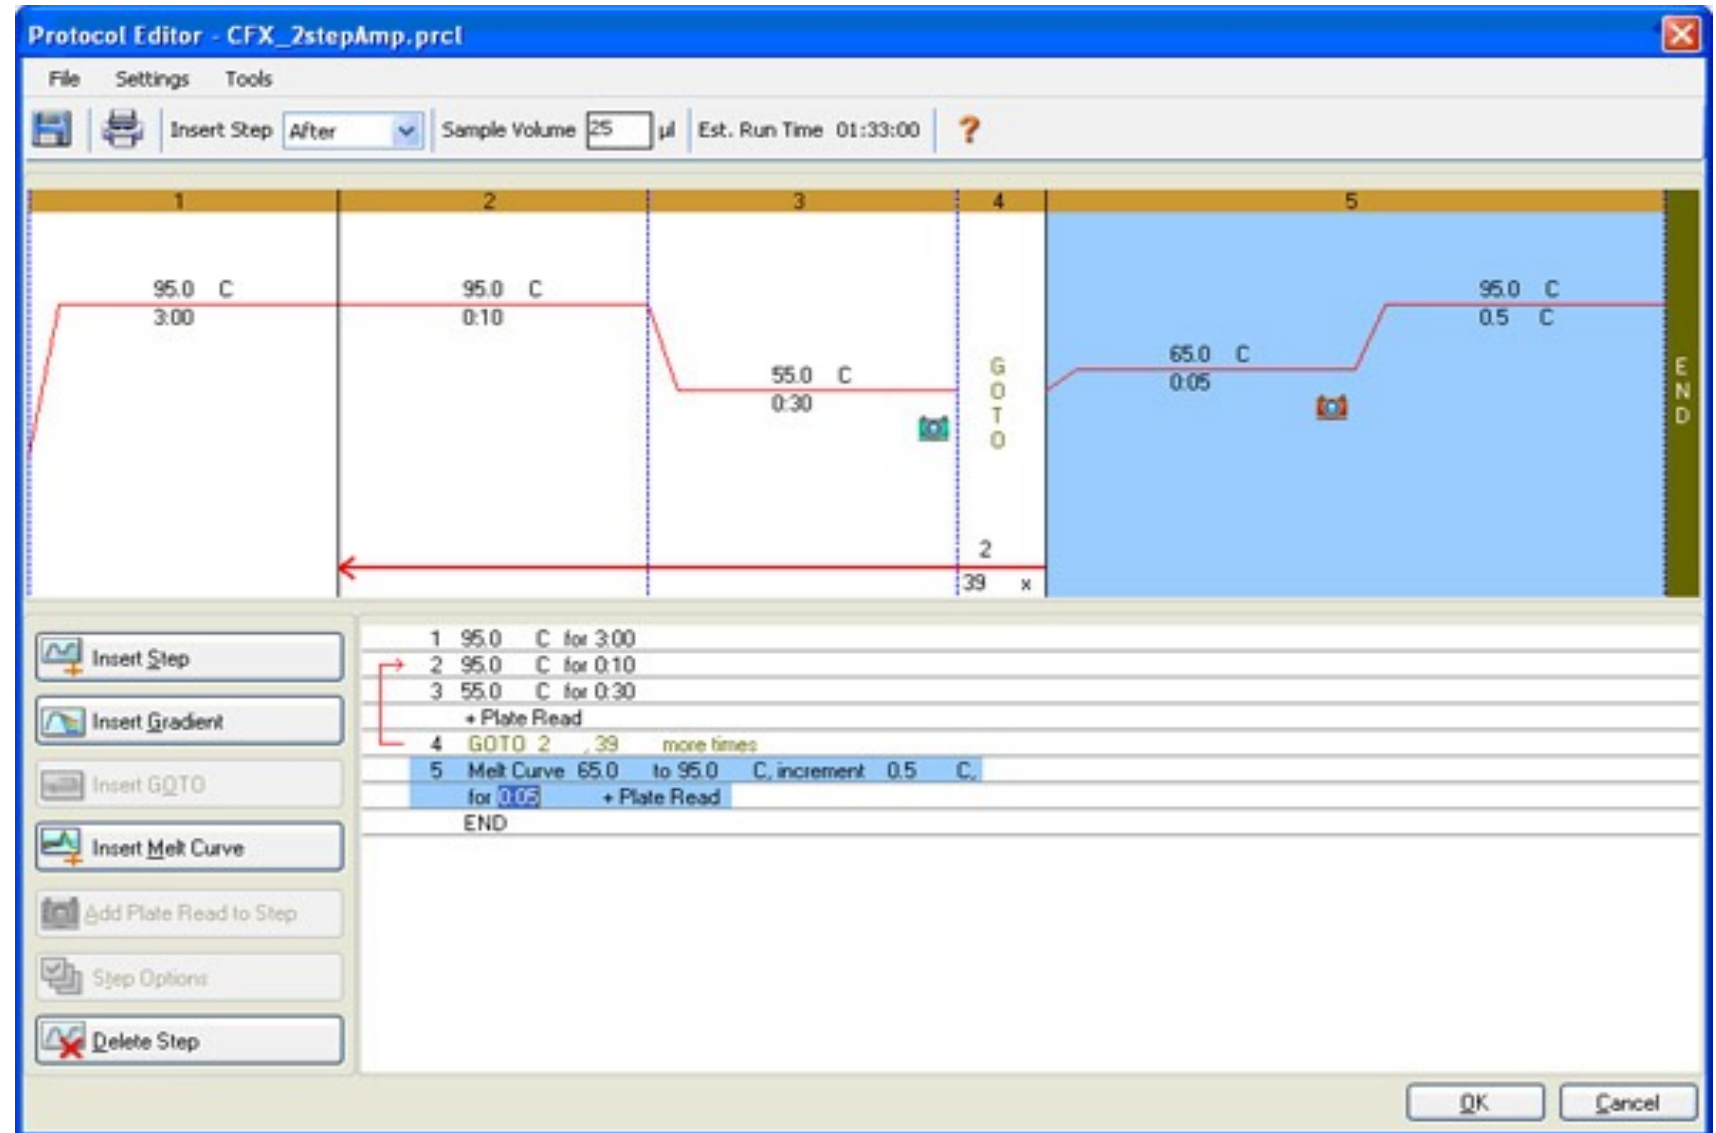 Protocol Editor - CFX_2stepAmp.prcl
File Settings Tools
Insert Step After Sample Volume 25 µl Est. Run Time 01:33:00 ?
1 2 3 4 5
95.0 C
3:00
95.0 C
0:10
55.0 C
0:30
GOTO
2
39 x
65.0 C
0:05
95.0 C
0.5 C
END
Insert Step
Insert Gradient
Insert GOTO
Insert Melt Curve
Add Plate Read to Step
Step Options
Delete Step
1 95.0 C for 3:00
2 95.0 C for 0:10
3 55.0 C for 0:30
+ Plate Read
4 GOTO 2 , 39 more times
5 Melt Curve 65.0 to 95.0 C, increment 0.5 C,
for 0:05 + Plate Read
END
OK Cancel